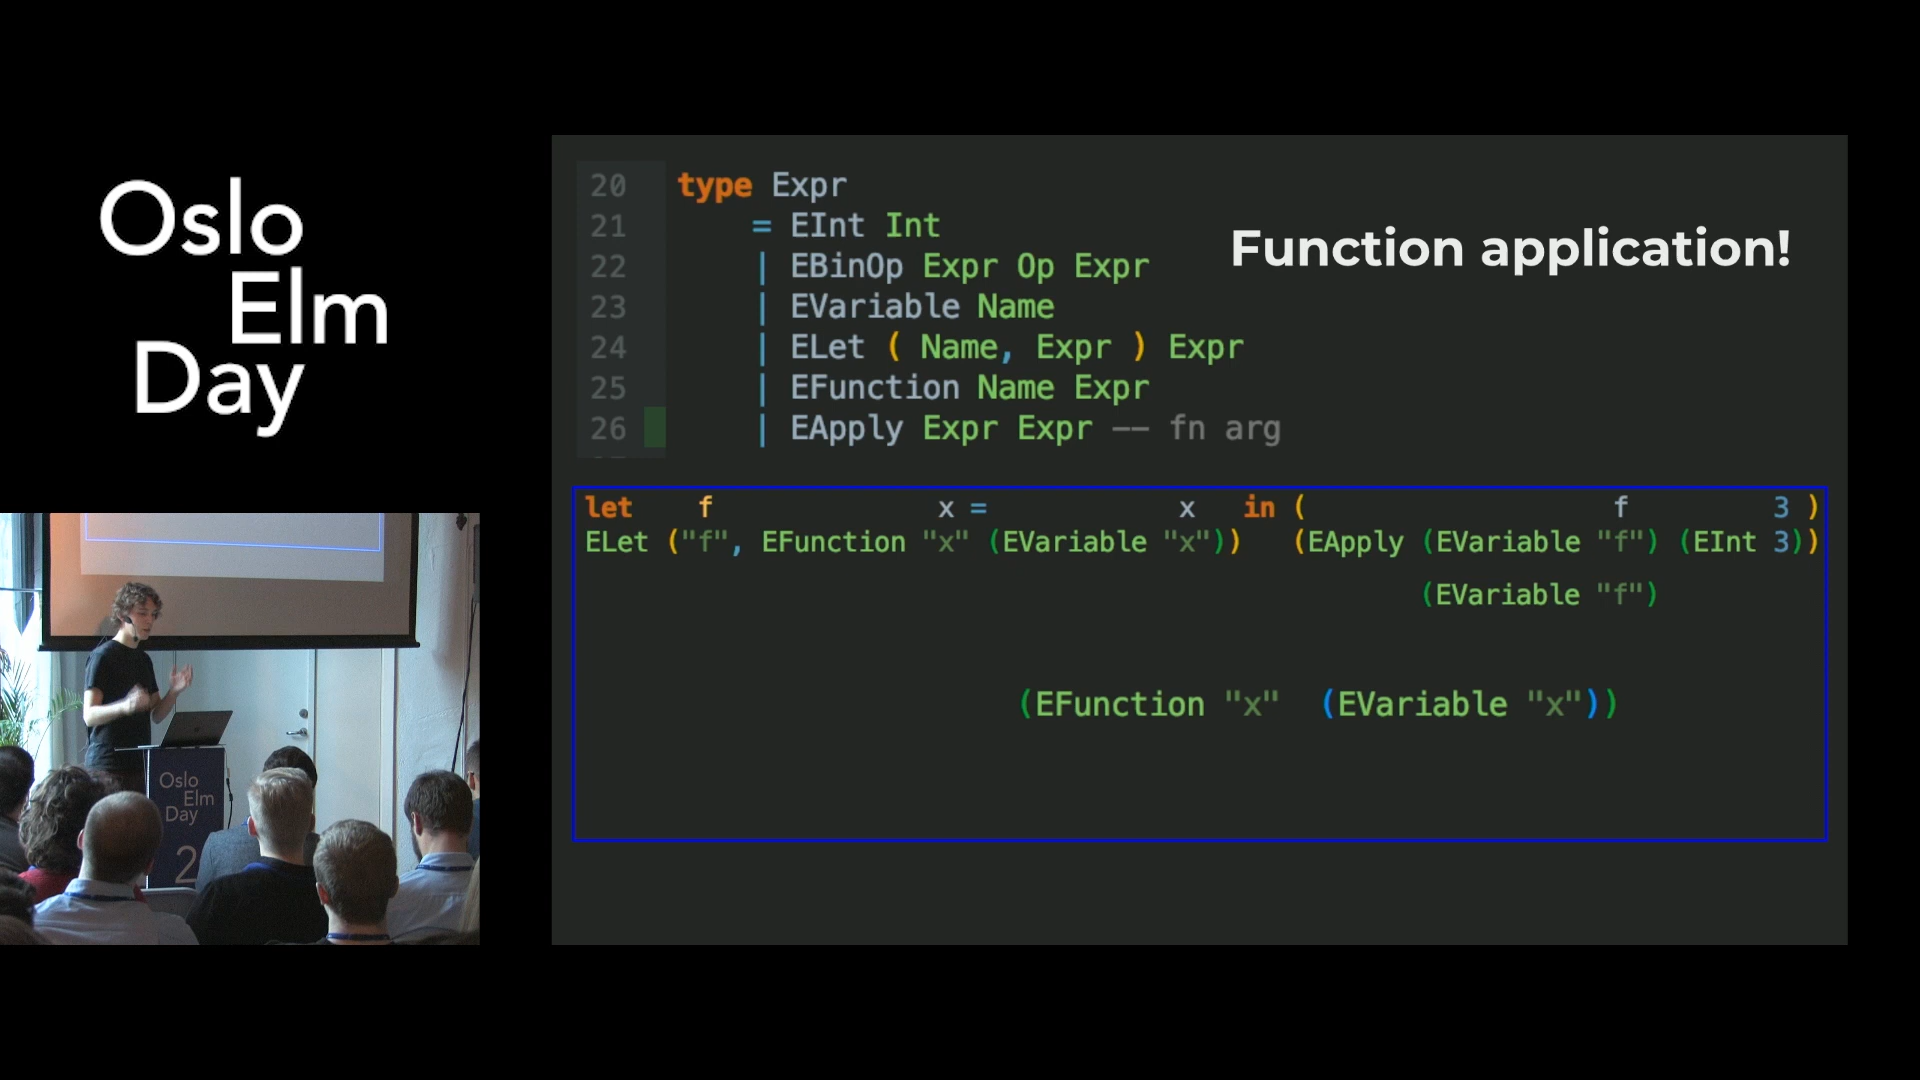 Oslo
Elm
Day
20 type Expr
21 = EInt Int
22 | EBinOp Expr Op Expr
23 | EVariable Name
24 | ELet ( Name, Expr ) Expr
25 | EFunction Name Expr
26 | EApply Expr Expr -- fn arg
Function application!
let f x = x in ( f 3 )
ELet ("f", EFunction "x" (EVariable "x")) (EApply (EVariable "f") (EInt 3))
(EVariable "f")
(EFunction "x" (EVariable "x"))
Oslo
Elm
Day
2